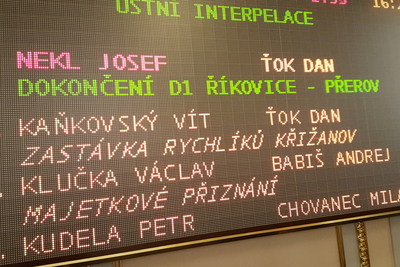 ÚSTNÍ INTERPELACE
NEKL JOSEF ŤOK DAN
DOKONČENÍ D1 ŘÍKOVICE - PŘEROV
KAŇKOVSKÝ VÍT ŤOK DAN
ZASTÁVKA RYCHLÍKŮ KŘIŽANOV
KLUČKA VÁCLAV BABIŠ ANDREJ
MAJETKOVÉ PŘIZNÁNÍ
KUDELA PETR CHOVANEC MILA